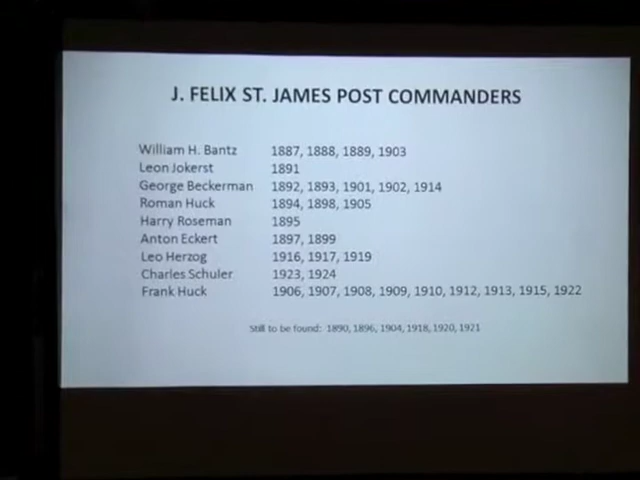 J. FELIX ST. JAMES POST COMMANDERS
William H. Bantz 1887, 1888, 1889, 1903
Leon Jokerst 1891
George Beckerman 1892, 1893, 1901, 1902, 1914
Roman Huck 1894, 1898, 1905
Harry Roseman 1895
Anton Eckert 1897, 1899
Leo Herzog 1916, 1917, 1919
Charles Schuler 1923, 1924
Frank Huck 1906, 1907, 1908, 1909, 1910, 1912, 1913, 1915, 1922
Still to be found: 1890, 1896, 1904, 1918, 1920, 1921